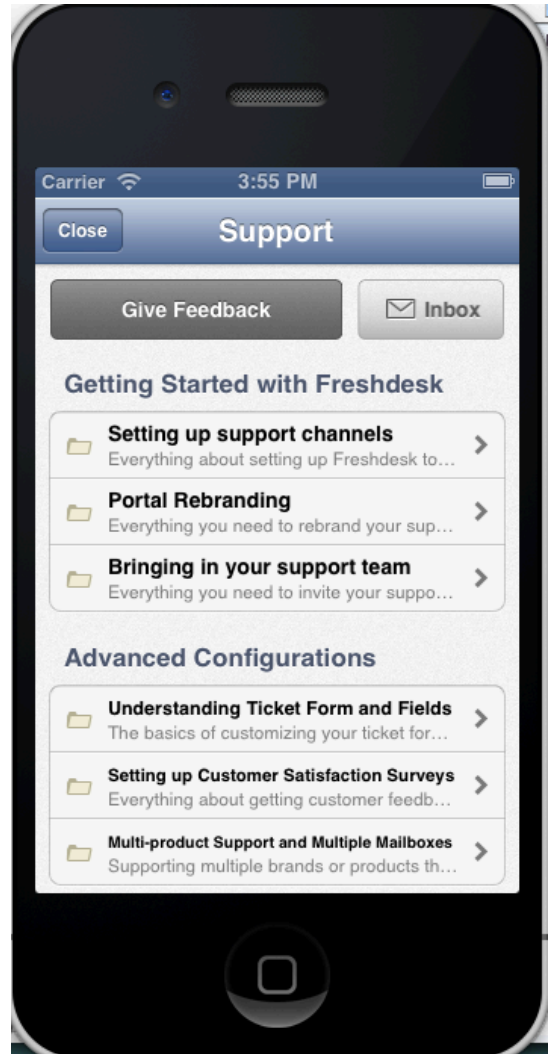 Carrier 3:55 PM
Close Support
Give Feedback Inbox
Getting Started with Freshdesk
Setting up support channels
Everything about setting up Freshdesk to...
Portal Rebranding
Everything you need to rebrand your sup...
Bringing in your support team
Everything you need to invite your suppo...
Advanced Configurations
Understanding Ticket Form and Fields
The basics of customizing your ticket for...
Setting up Customer Satisfaction Surveys
Everything about getting customer feedb...
Multi-product Support and Multiple Mailboxes
Supporting multiple brands or products th...